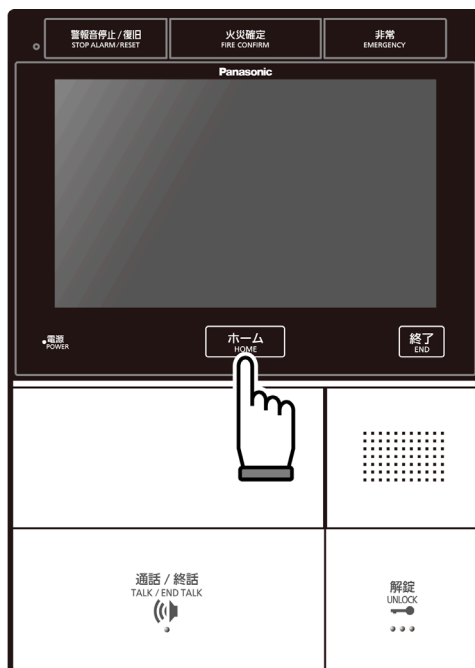 警報音停止/復旧
STOP ALARM/RESET
火災確定
FIRE CONFIRM
非常
EMERGENCY
Panasonic
電源
POWER
ホーム
HOME
終了
END
通話 / 終話
TALK / END TALK
解錠
UNLOCK